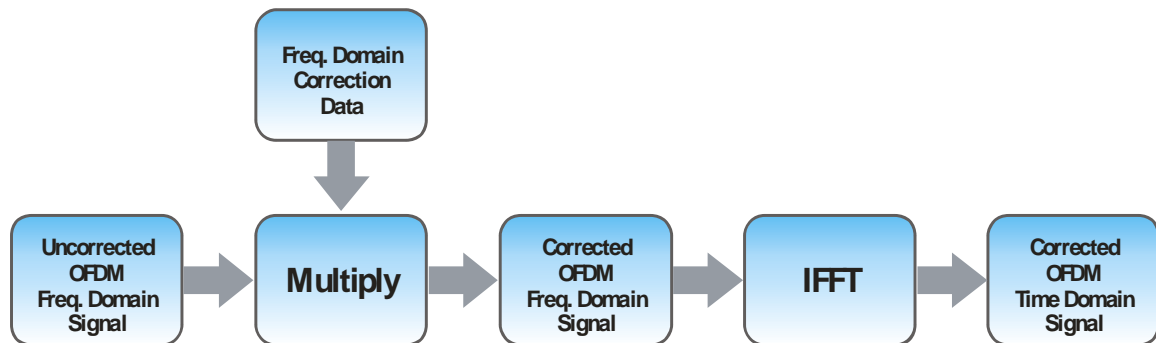 Freq. Domain
Correction
Data
Uncorrected
OFDM
Freq. Domain
Signal
Multiply
Corrected
OFDM
Freq. Domain
Signal
IFFT
Corrected
OFDM
Time Domain
Signal